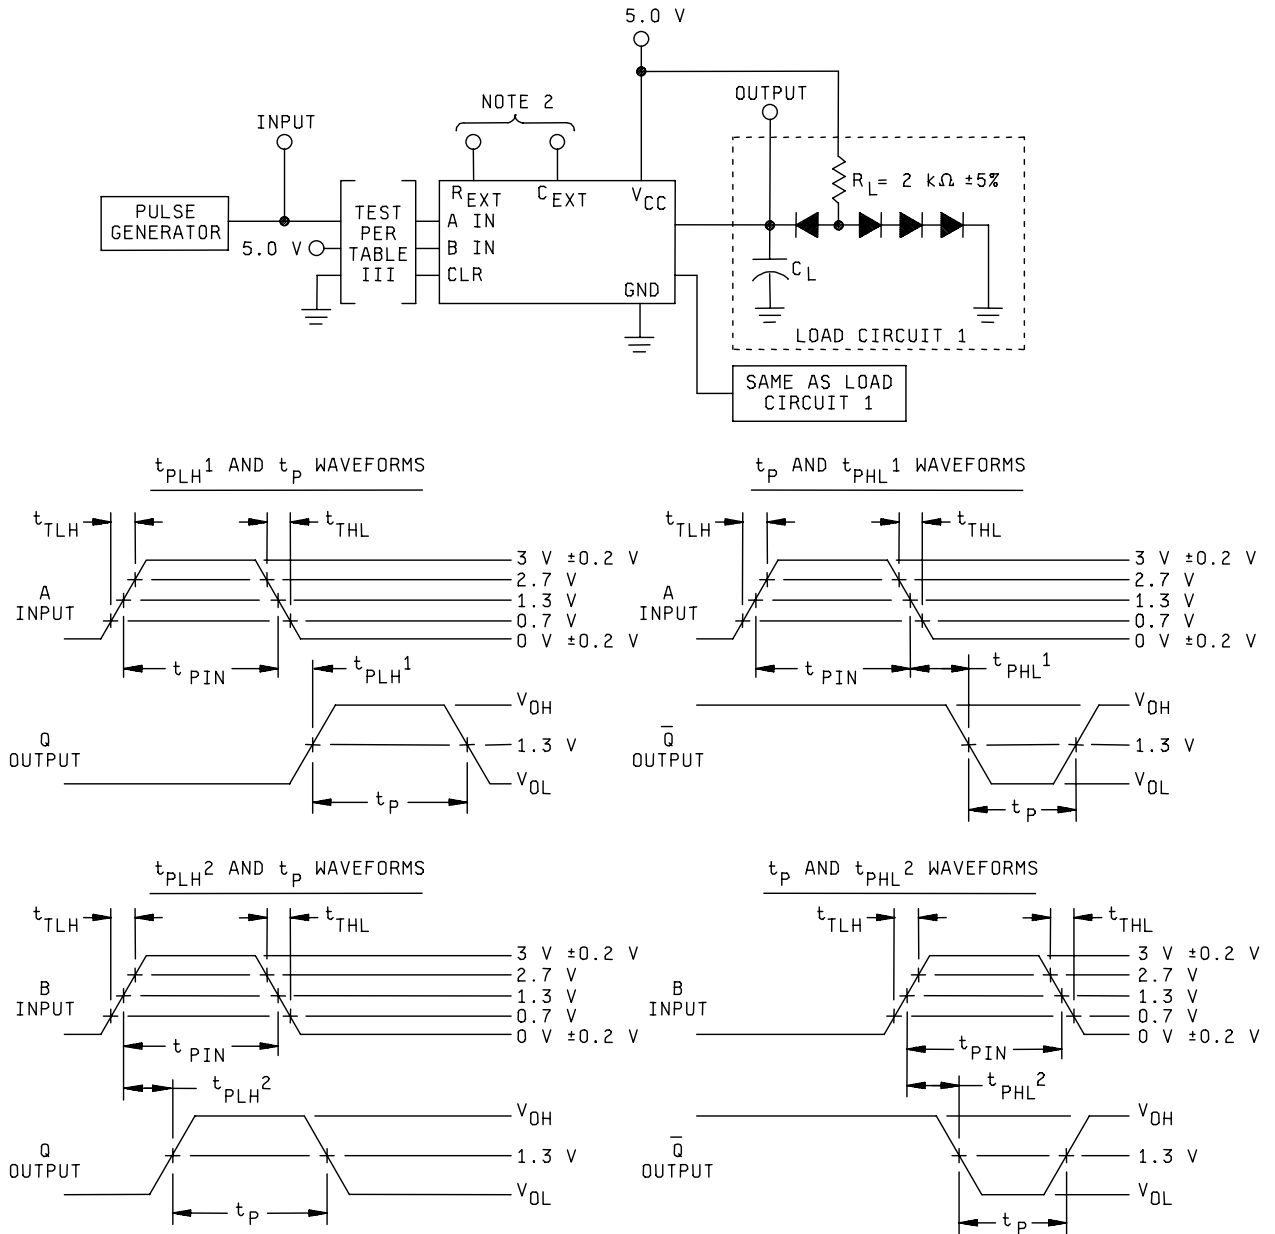 5.0 V
NOTE 2
OUTPUT
INPUT
R_L = 2 kΩ ±5%
R_EXT C_EXT V_CC
PULSE
GENERATOR
TEST
PER
TABLE
III
5.0 V
A IN
B IN
CLR
GND
C_L
LOAD CIRCUIT 1
SAME AS LOAD
CIRCUIT 1
t_PLH1 AND t_P WAVEFORMS
t_TLH t_THL
A
INPUT
3 V ±0.2 V
2.7 V
1.3 V
0.7 V
0 V ±0.2 V
t_PIN
t_PLH1
Q
OUTPUT
V_OH
1.3 V
V_OL
t_P
t_P AND t_PHL1 WAVEFORMS
t_TLH t_THL
A
INPUT
3 V ±0.2 V
2.7 V
1.3 V
0.7 V
0 V ±0.2 V
t_PIN
t_PHL1
Q̅
OUTPUT
V_OH
1.3 V
V_OL
t_P
t_PLH2 AND t_P WAVEFORMS
t_TLH t_THL
B
INPUT
3 V ±0.2 V
2.7 V
1.3 V
0.7 V
0 V ±0.2 V
t_PIN
t_PLH2
Q
OUTPUT
V_OH
1.3 V
V_OL
t_P
t_P AND t_PHL2 WAVEFORMS
t_TLH t_THL
B
INPUT
3 V ±0.2 V
2.7 V
1.3 V
0.7 V
0 V ±0.2 V
t_PIN
t_PHL2
Q̅
OUTPUT
V_OH
1.3 V
V_OL
t_P